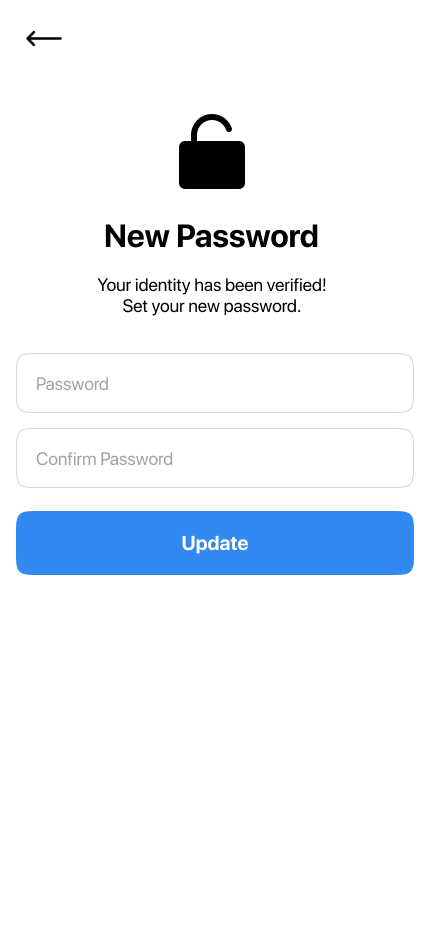 New Password
Your identity has been verified!
Set your new password.
Password
Confirm Password
Update